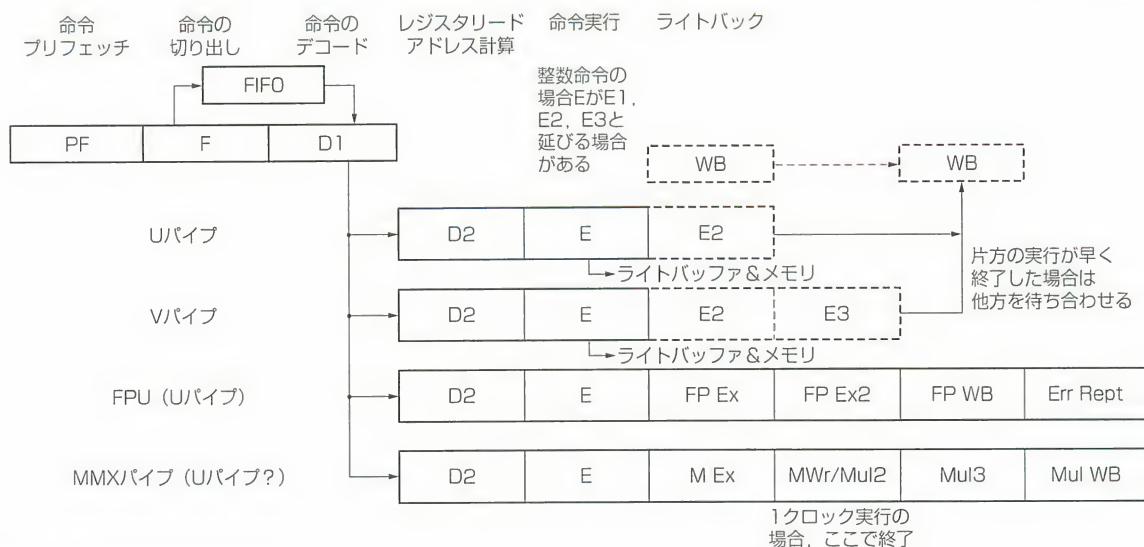 命令
プリフェッチ
命令の
切り出し
命令の
デコード
レジスタリード
アドレス計算
命令実行
ライトバック
FIFO
整数命令の
場合EがE1,
E2, E3と
延びる場合
がある
PF
F
D1
WB
WB
Uパイプ
D2
E
E2
ライトバッファ&メモリ
片方の実行が早く
終了した場合は
他方を待ち合わせる
Vパイプ
D2
E
E2
E3
ライトバッファ&メモリ
FPU（Uパイプ）
D2
E
FP Ex
FP Ex2
FP WB
Err Rept
MMXパイプ（Uパイプ？）
D2
E
M Ex
MWr/Mul2
Mul3
Mul WB
1クロック実行の
場合，ここで終了